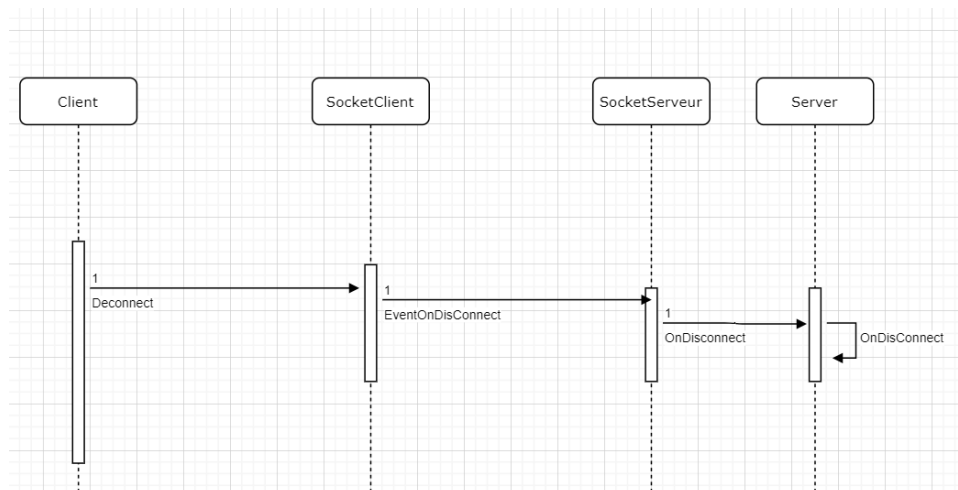 Client
SocketClient
SocketServeur
Server
1
Deconnect
1
EventOnDisConnect
1
OnDisconnect
OnDisConnect